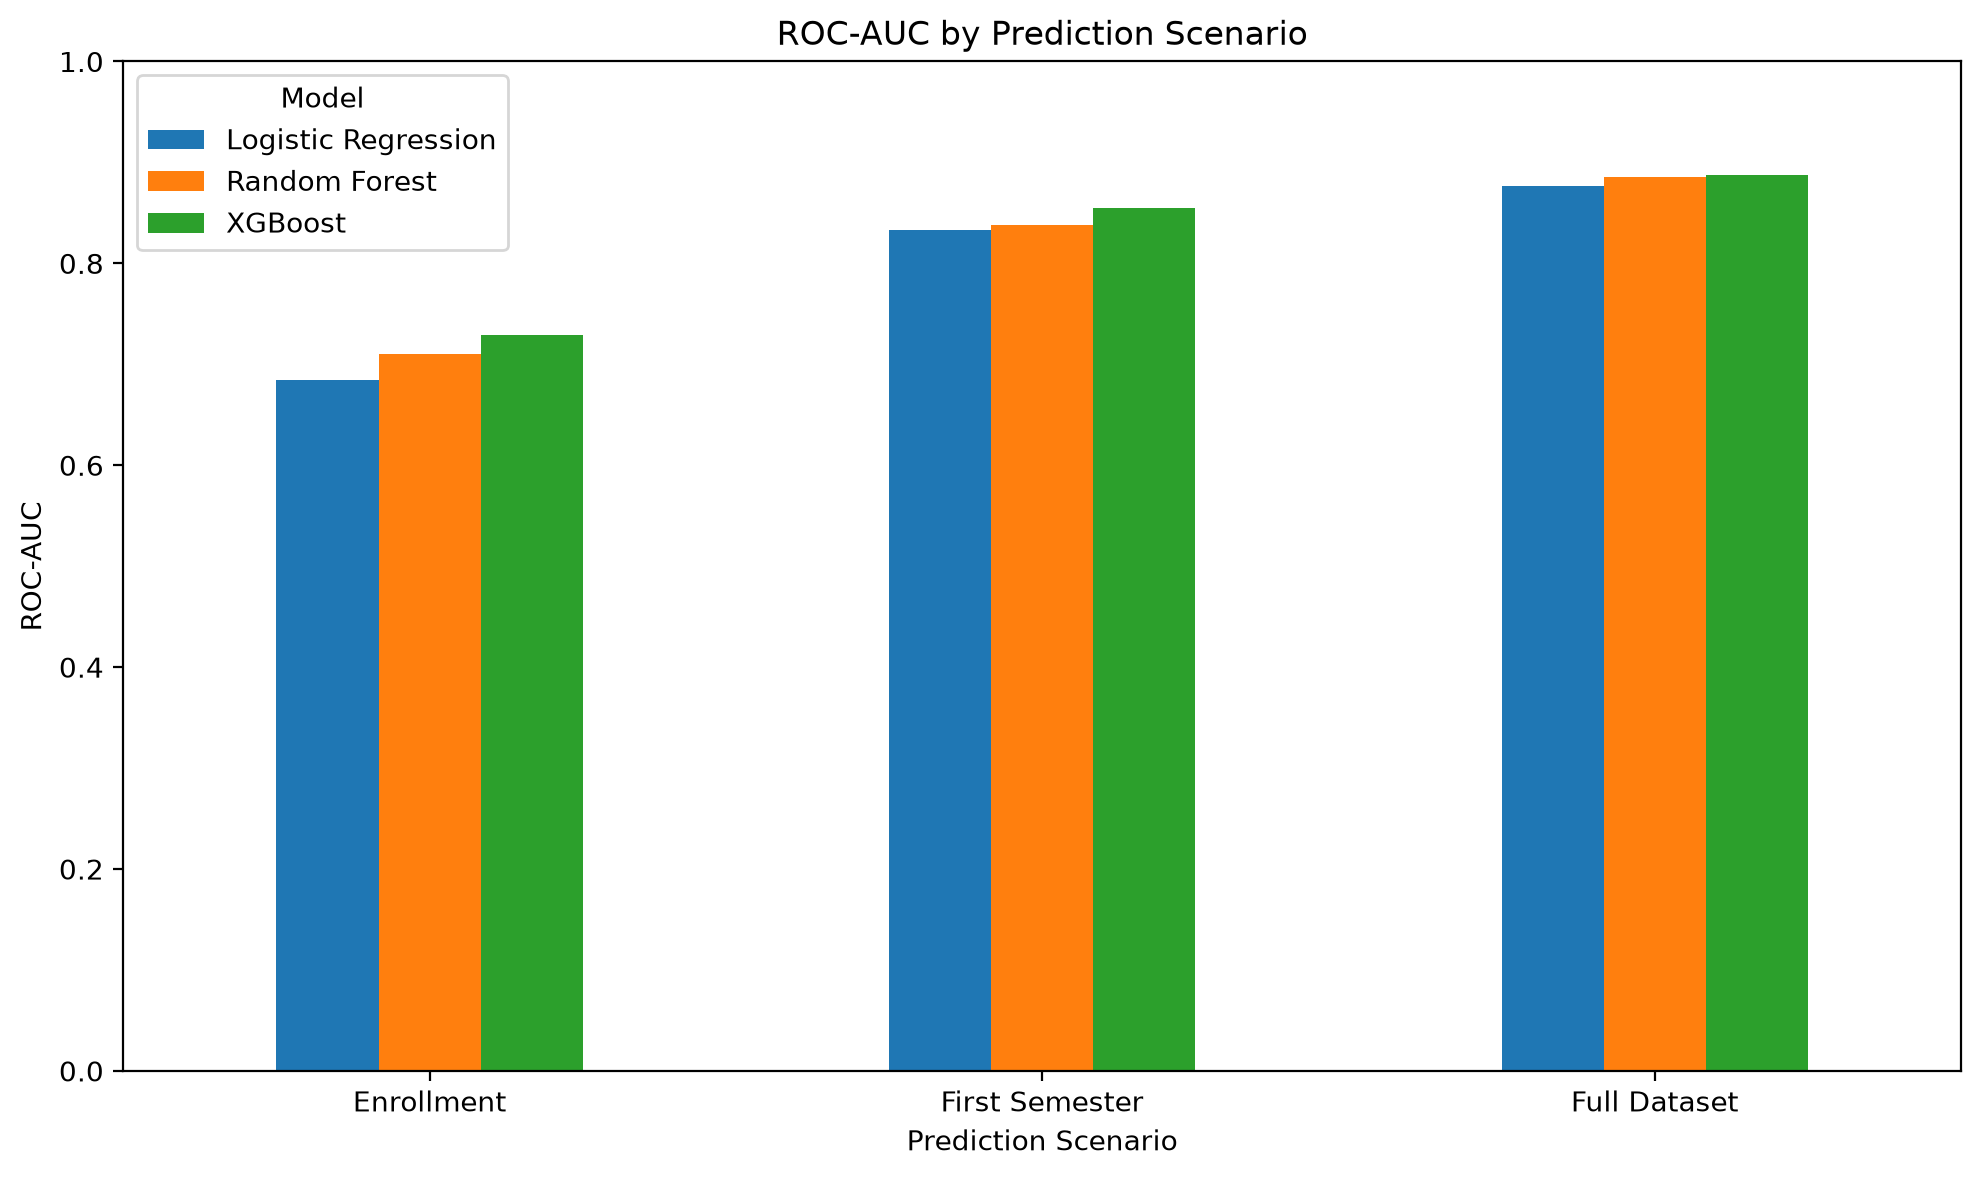 ROC-AUC by Prediction Scenario
Model
Logistic Regression
Random Forest
XGBoost
1.0
0.8
0.6
0.4
0.2
0.0
ROC-AUC
Enrollment
First Semester
Full Dataset
Prediction Scenario